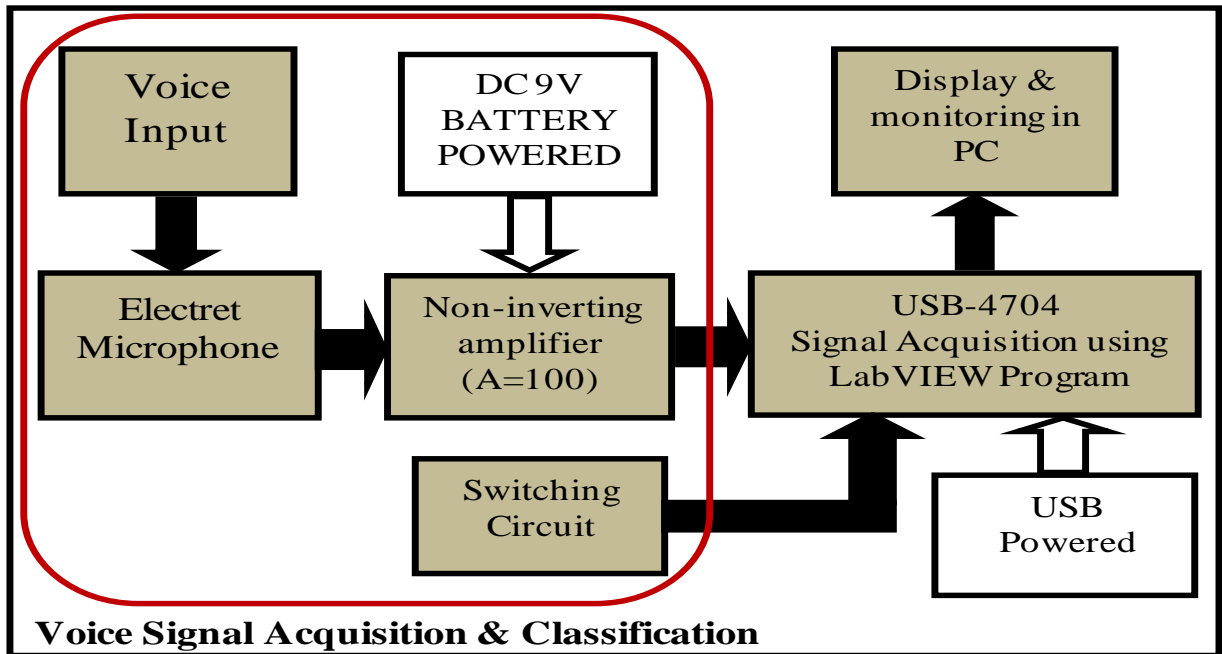 Voice
Input
DC 9V
BATTERY
POWERED
Display &
monitoring in
PC
Electret
Microphone
Non-inverting
amplifier
(A=100)
USB-4704
Signal Acquisition using
LabVIEW Program
Switching
Circuit
USB
Powered
Voice Signal Acquisition & Classification